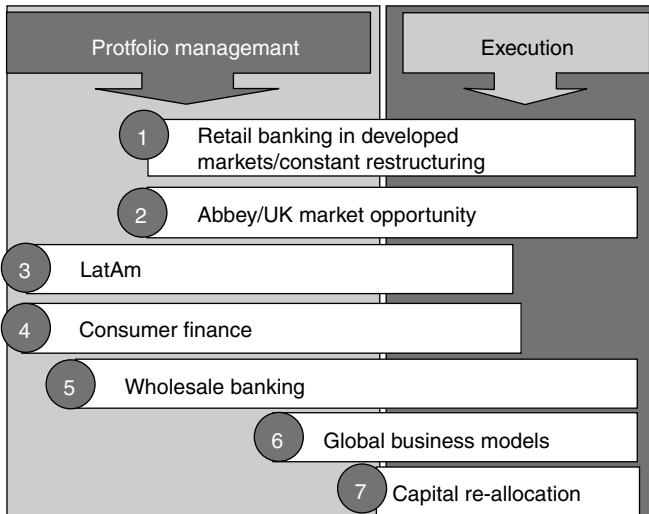 Protfolio managemant
Execution
1
Retail banking in developed
markets/constant restructuring
2
Abbey/UK market opportunity
3
LatAm
4
Consumer finance
5
Wholesale banking
6
Global business models
7
Capital re-allocation